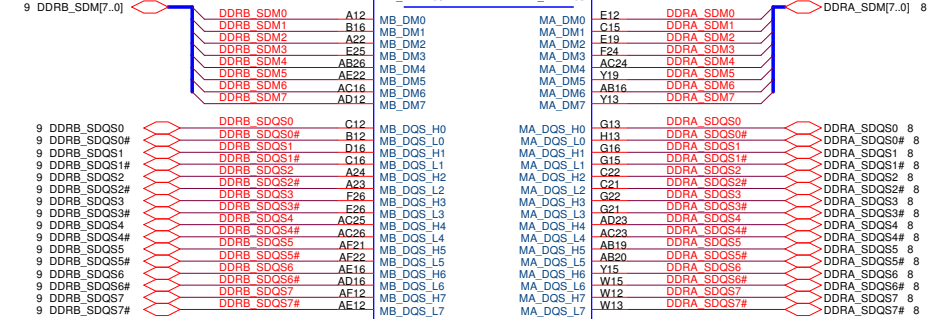 9 DDRB_SDM[7..0] DDRA_SDM[7..0] 8
DDRB_SDM0 A12 MB_DM0 MA_DM0 E12 DDRA_SDM0
DDRB_SDM1 B16 MB_DM1 MA_DM1 C15 DDRA_SDM1
DDRB_SDM2 A22 MB_DM2 MA_DM2 E19 DDRA_SDM2
DDRB_SDM3 E25 MB_DM3 MA_DM3 F24 DDRA_SDM3
DDRB_SDM4 AB26 MB_DM4 MA_DM4 AC24 DDRA_SDM4
DDRB_SDM5 AE22 MB_DM5 MA_DM5 Y19 DDRA_SDM5
DDRB_SDM6 AC16 MB_DM6 MA_DM6 AB16 DDRA_SDM6
DDRB_SDM7 AD12 MB_DM7 MA_DM7 Y13 DDRA_SDM7
9 DDRB_SDQS0 DDRB_SDQS0 C12 MB_DQS_H0 MA_DQS_H0 G13 DDRA_SDQS0 DDRA_SDQS0 8
9 DDRB_SDQS0# DDRB_SDQS0# B12 MB_DQS_L0 MA_DQS_L0 H13 DDRA_SDQS0# DDRA_SDQS0# 8
9 DDRB_SDQS1 DDRB_SDQS1 D16 MB_DQS_H1 MA_DQS_H1 G16 DDRA_SDQS1 DDRA_SDQS1 8
9 DDRB_SDQS1# DDRB_SDQS1# C16 MB_DQS_L1 MA_DQS_L1 G15 DDRA_SDQS1# DDRA_SDQS1# 8
9 DDRB_SDQS2 DDRB_SDQS2 A24 MB_DQS_H2 MA_DQS_H2 C22 DDRA_SDQS2 DDRA_SDQS2 8
9 DDRB_SDQS2# DDRB_SDQS2# A23 MB_DQS_L2 MA_DQS_L2 C21 DDRA_SDQS2# DDRA_SDQS2# 8
9 DDRB_SDQS3 DDRB_SDQS3 F26 MB_DQS_H3 MA_DQS_H3 G22 DDRA_SDQS3 DDRA_SDQS3 8
9 DDRB_SDQS3# DDRB_SDQS3# E26 MB_DQS_L3 MA_DQS_L3 G21 DDRA_SDQS3# DDRA_SDQS3# 8
9 DDRB_SDQS4 DDRB_SDQS4 AC25 MB_DQS_H4 MA_DQS_H4 AD23 DDRA_SDQS4 DDRA_SDQS4 8
9 DDRB_SDQS4# DDRB_SDQS4# AC26 MB_DQS_L4 MA_DQS_L4 AC23 DDRA_SDQS4# DDRA_SDQS4# 8
9 DDRB_SDQS5 DDRB_SDQS5 AF21 MB_DQS_H5 MA_DQS_H5 AB19 DDRA_SDQS5 DDRA_SDQS5 8
9 DDRB_SDQS5# DDRB_SDQS5# AF22 MB_DQS_L5 MA_DQS_L5 AB20 DDRA_SDQS5# DDRA_SDQS5# 8
9 DDRB_SDQS6 DDRB_SDQS6 AE16 MB_DQS_H6 MA_DQS_H6 Y15 DDRA_SDQS6 DDRA_SDQS6 8
9 DDRB_SDQS6# DDRB_SDQS6# AD16 MB_DQS_L6 MA_DQS_L6 W15 DDRA_SDQS6# DDRA_SDQS6# 8
9 DDRB_SDQS7 DDRB_SDQS7 AF12 MB_DQS_H7 MA_DQS_H7 W12 DDRA_SDQS7 DDRA_SDQS7 8
9 DDRB_SDQS7# DDRB_SDQS7# AE12 MB_DQS_L7 MA_DQS_L7 W13 DDRA_SDQS7# DDRA_SDQS7# 8